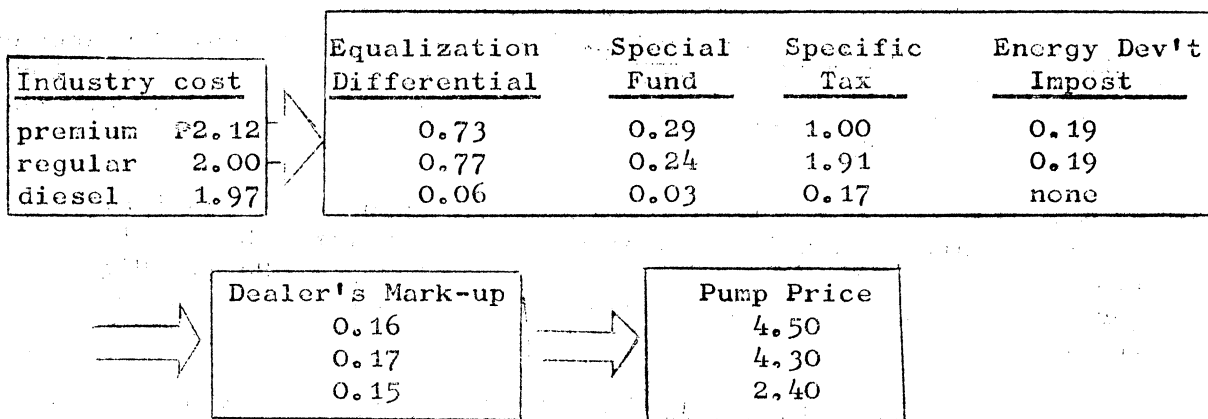 Equalization Special Specific Energy Dev't
Industry cost Differential Fund Tax Impost
premium ₱2.12 0.73 0.29 1.00 0.19
regular 2.00 0.77 0.24 1.91 0.19
diesel 1.97 0.06 0.03 0.17 none
Dealer's Mark-up Pump Price
0.16 4.50
0.17 4,30
0.15 2,40